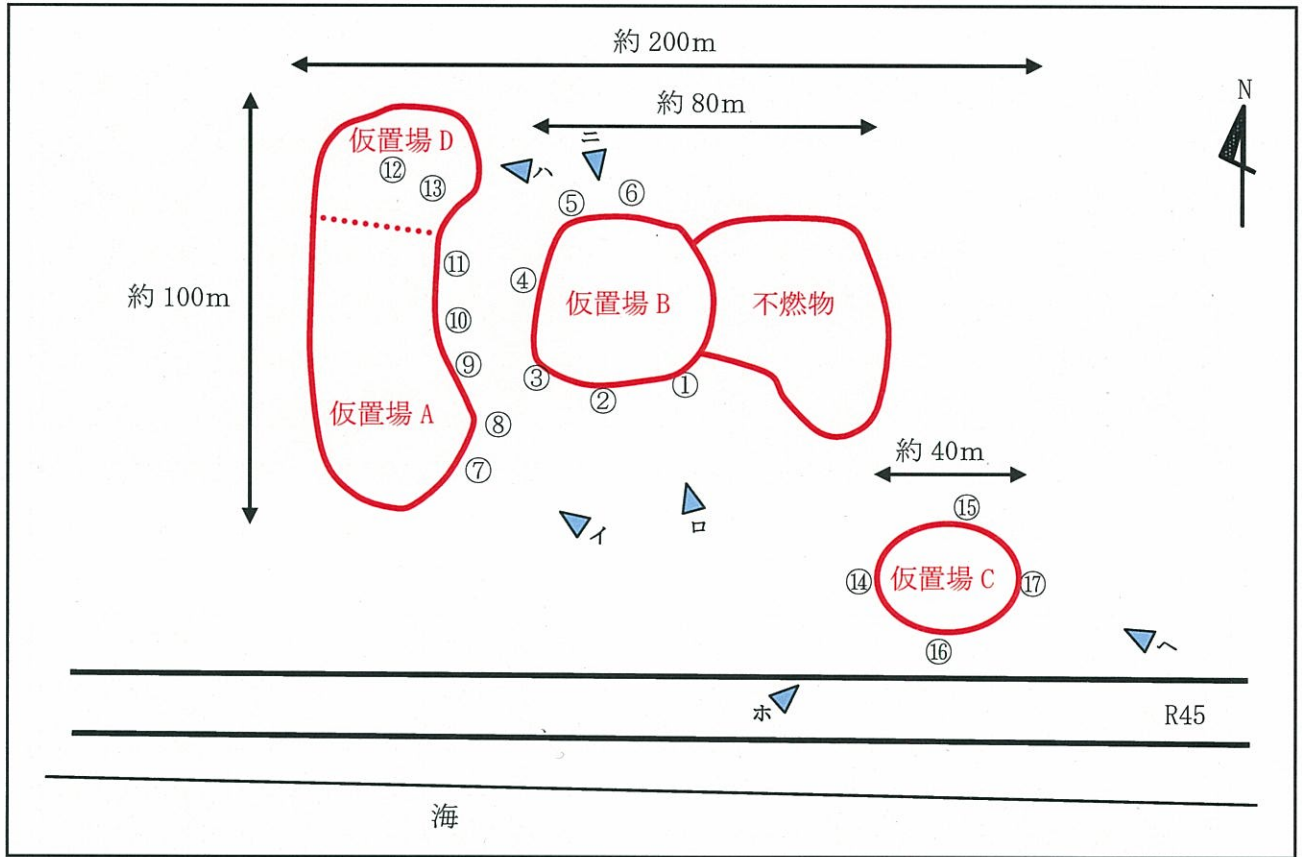 約 200m
N
約 80m
仮置場 D
ニ
⑫
⑬
ハ
⑤
⑥
⑪
④
約 100m
仮置場 B
不燃物
⑩
⑨
③
②
①
仮置場 A
⑧
⑦
約 40m
イ
ロ
⑮
⑭
仮置場 C
⑰
⑯
ヘ
ホ
R45
海